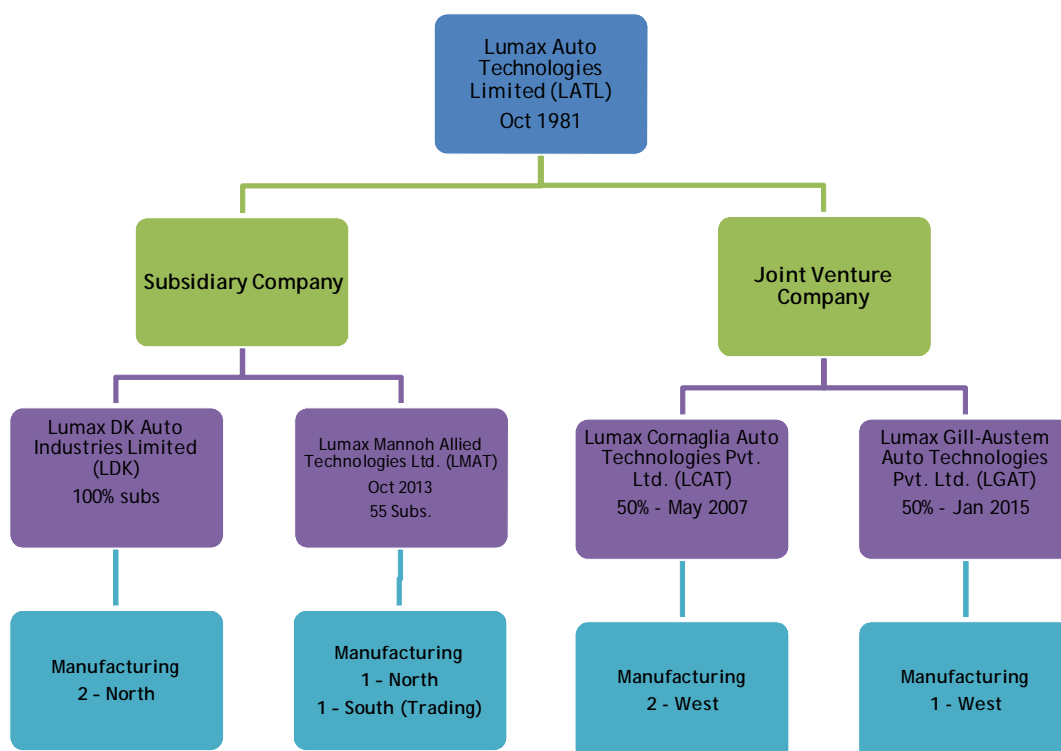 Lumax Auto
Technologies
Limited (LATL)
Oct 1981
Subsidiary Company
Joint Venture
Company
Lumax DK Auto
Industries Limited
(LDK)
100% subs
Lumax Mannoh Allied
Technologies Ltd. (LMAT)
Oct 2013
55 Subs.
Lumax Cornaglia Auto
Technologies Pvt.
Ltd. (LCAT)
50% - May 2007
Lumax Gill-Austem
Auto Technologies
Pvt. Ltd. (LGAT)
50% - Jan 2015
Manufacturing
2 - North
Manufacturing
1 - North
1 - South (Trading)
Manufacturing
2 - West
Manufacturing
1 - West